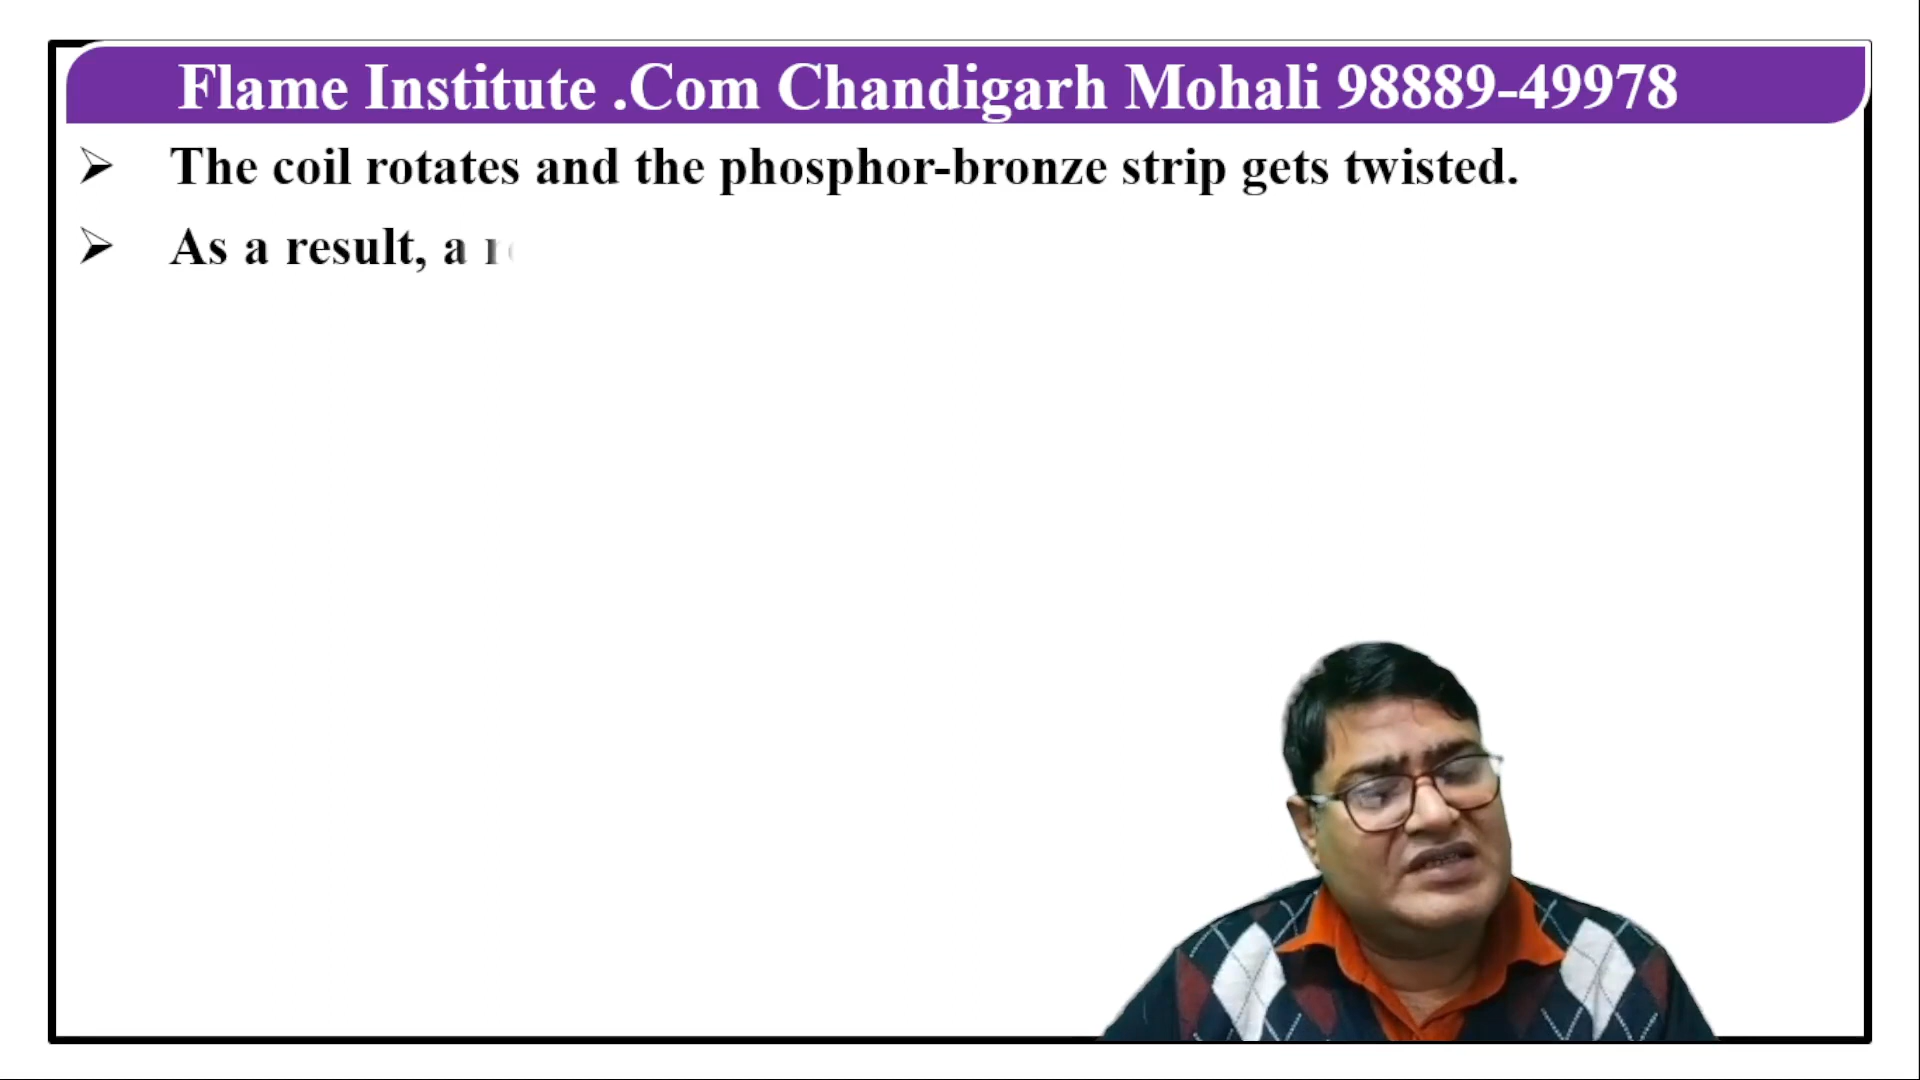 Flame Institute .Com Chandigarh Mohali 98889-49978
The coil rotates and the phosphor-bronze strip gets twisted.
As a result, a